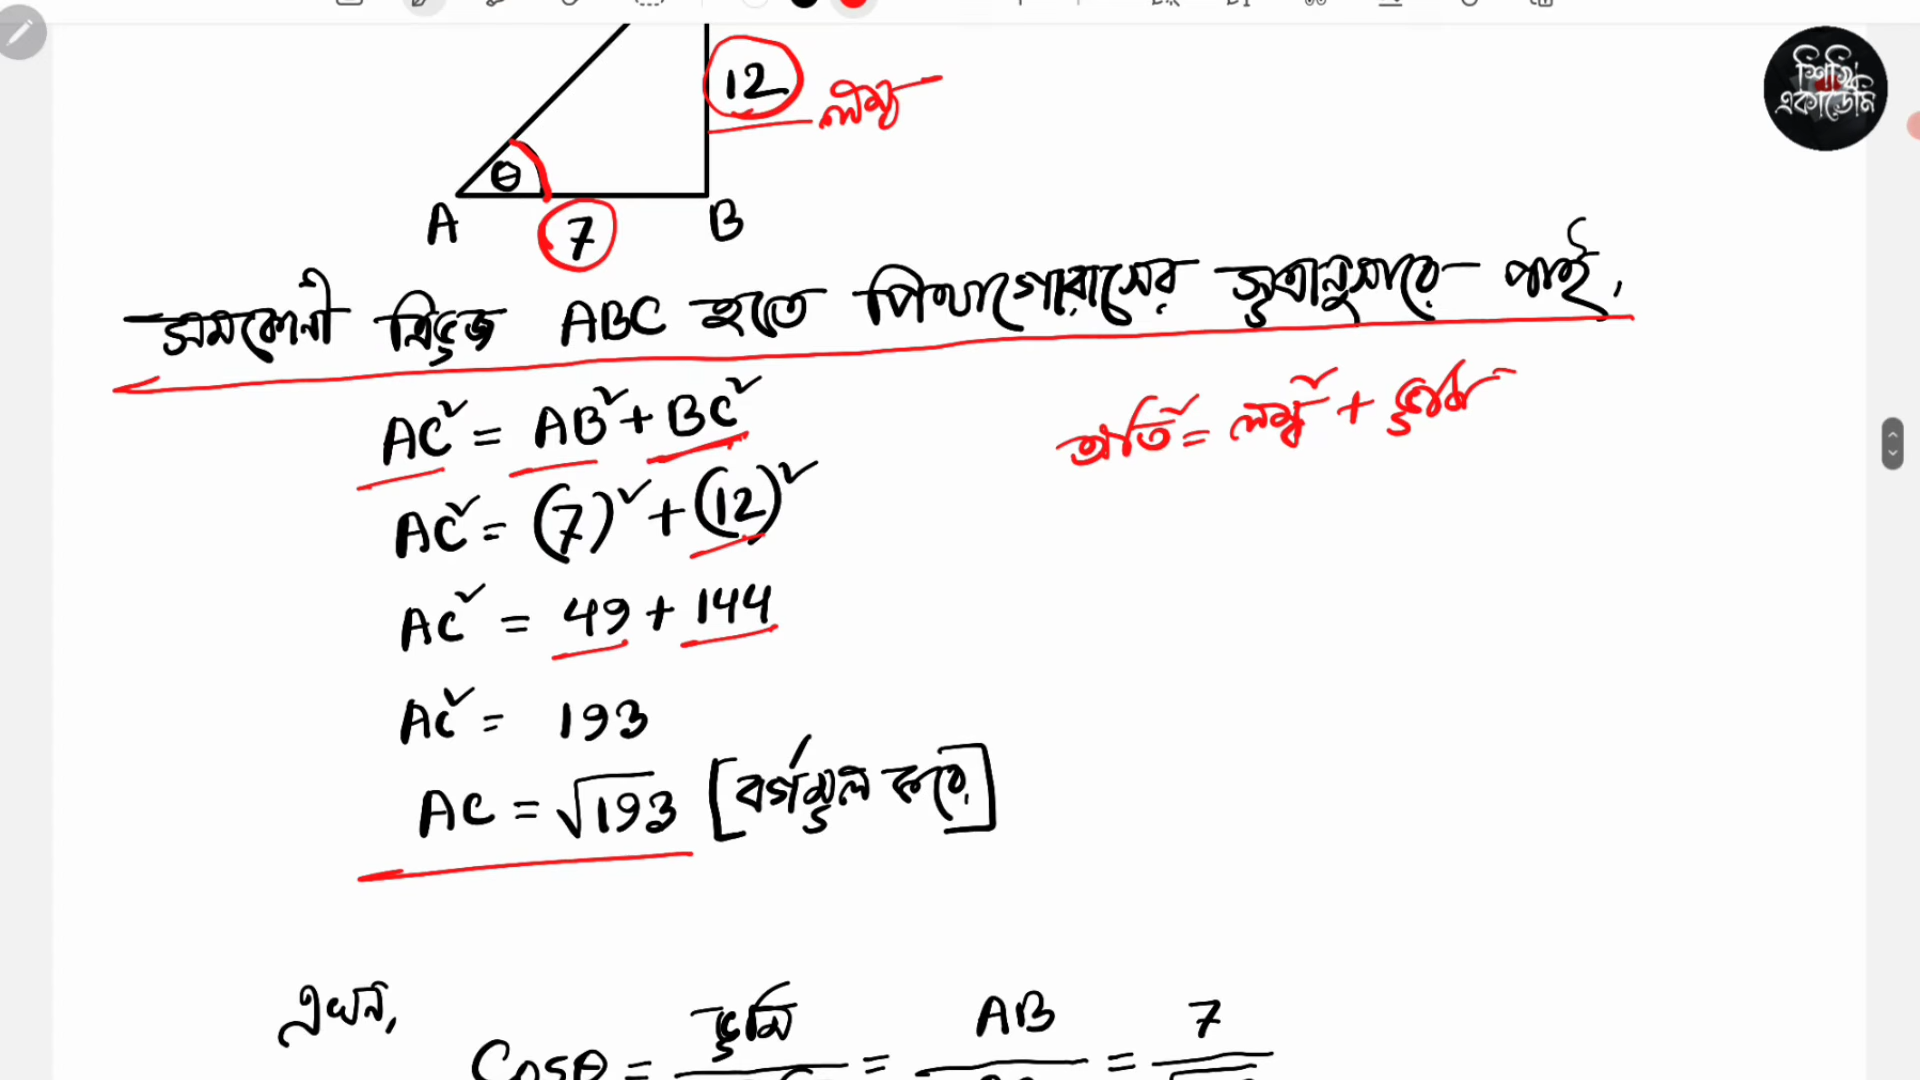 12 লম্ব
θ
A 7 B
সমকোনী ত্রিভুজ ABC হতে পিথাগোরাসের সূত্রানুসারে পাই,
AC² = AB² + BC²
অতি² = লম্ব² +
AC² = (7)² + (12)²
AC² = 49 + 144
AC² = 193
AC = √193 [বর্গমূল করে]
এখন,
Cosθ = ভূমি = AB = 7
শিখি একাডেমি